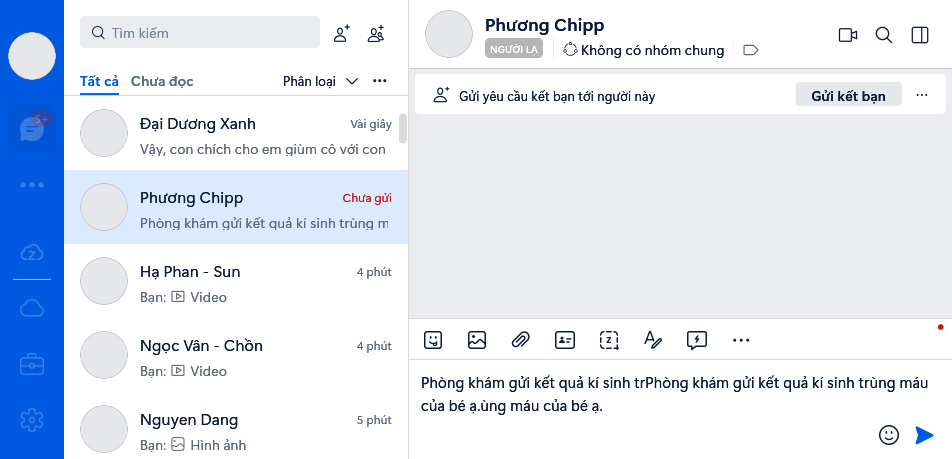 5+
Tìm kiếm
Tất cả Chưa đọc Phân loại
Đại Dương Xanh Vài giây
Vậy, con chích cho em giùm cô với con
Phương Chipp Chưa gửi
Phòng khám gửi kết quả kí sinh trùng m
Hạ Phan - Sun 4 phút
Bạn: Video
Ngọc Vân - Chồn 4 phút
Bạn: Video
Nguyen Dang 5 phút
Bạn: Hình ảnh
Phương Chipp
NGƯỜI LẠ Không có nhóm chung
Gửi yêu cầu kết bạn tới người này Gửi kết bạn
Phòng khám gửi kết quả kí sinh trPhòng khám gửi kết quả kí sinh trùng máu
của bé ạ.ùng máu của bé ạ.